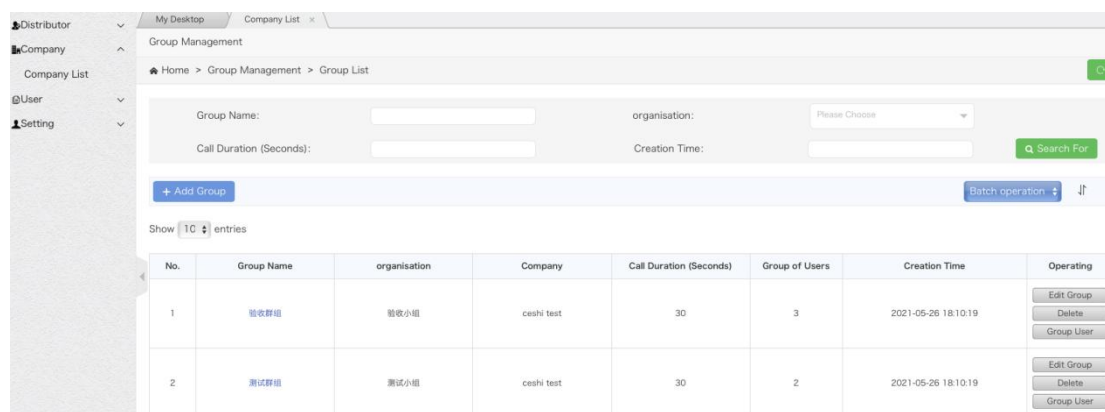 My Desktop
Company List ×
Distributor
Company
Company List
User
Setting
Group Management
Home > Group Management > Group List
Group Name:
organisation:
Please Choose
Call Duration (Seconds):
Creation Time:
Search For
+ Add Group
Batch operation
Show 10 entries
No. Group Name organisation Company Call Duration (Seconds) Group of Users Creation Time Operating
1 验收群组 验收小组 ceshi test 30 3 2021-05-26 18:10:19
Edit Group
Delete
Group User
2 测试群组 测试小组 ceshi test 30 2 2021-05-26 18:10:19
Edit Group
Delete
Group User